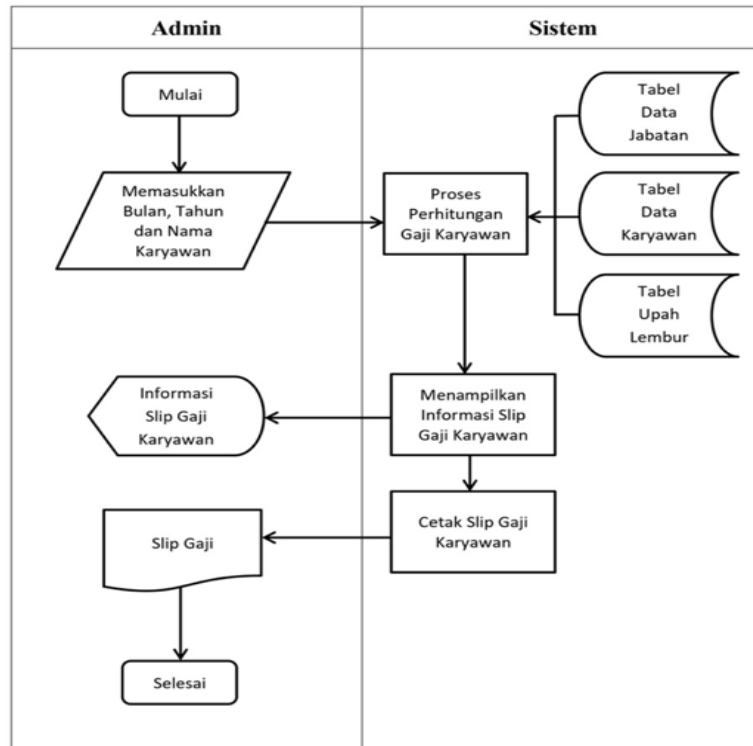 Admin
Sistem
Mulai
Tabel
Data
Jabatan
Memasukkan
Bulan, Tahun
dan Nama
Karyawan
Proses
Perhitungan
Gaji Karyawan
Tabel
Data
Karyawan
Tabel
Upah
Lembur
Informasi
Slip Gaji
Karyawan
Menampilkan
Informasi Slip
Gaji Karyawan
Slip Gaji
Cetak Slip Gaji
Karyawan
Selesai